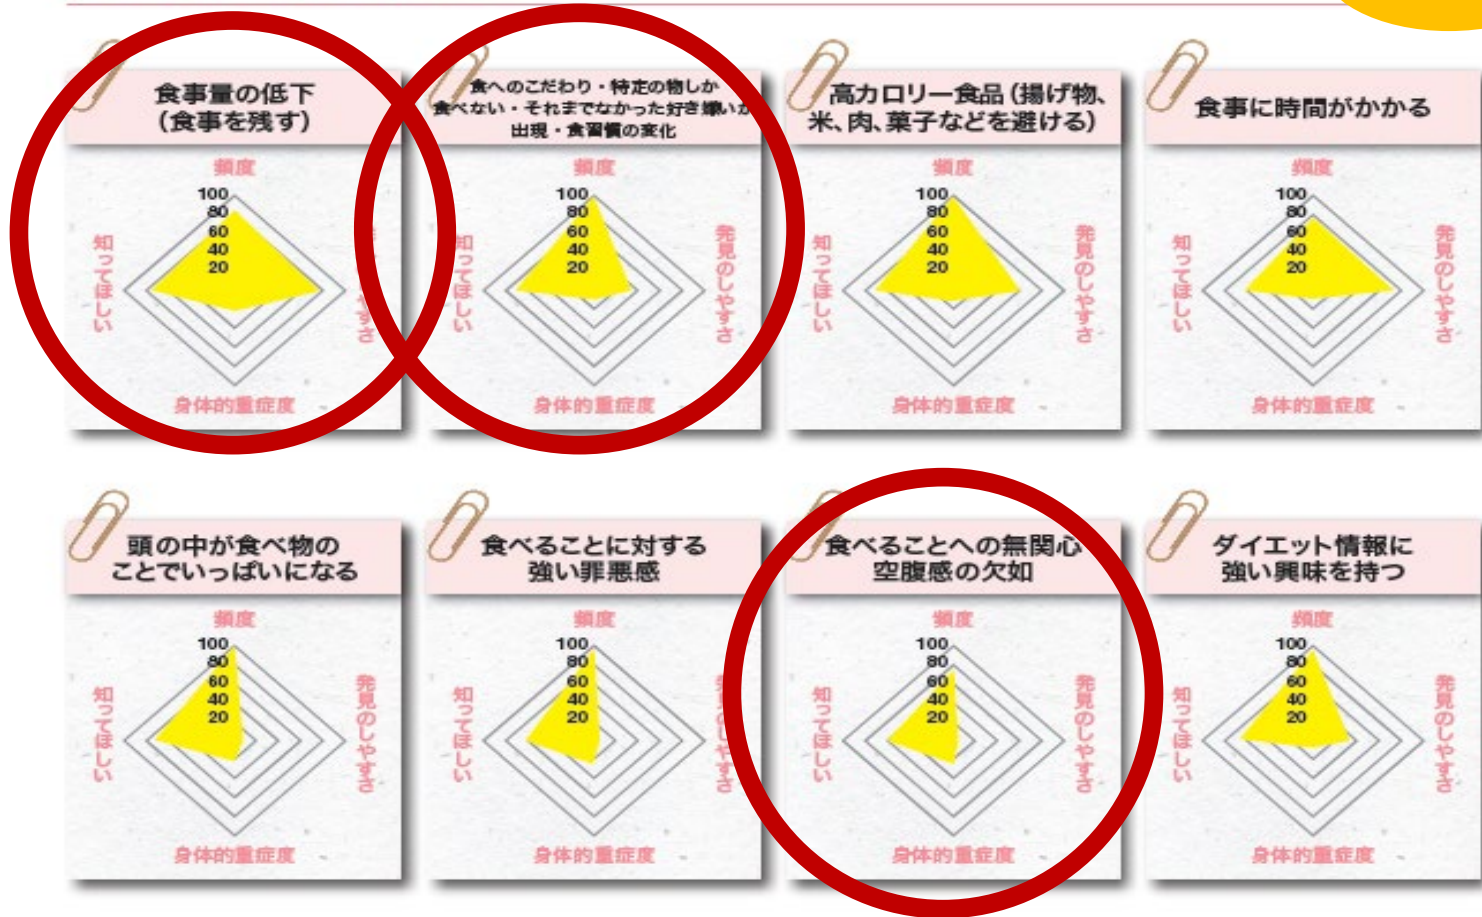 食事量の低下
(食事を残す)
頻度
100
80
60
40
20
知ってほしい
身体的重症度
食へのこだわり・特定の物しか
食べない・それまでなかった好き嫌いが
出現・食習慣の変化
頻度
100
80
60
40
20
知ってほしい
発見のしやすさ
身体的重症度
高カロリー食品(揚げ物、
米、肉、菓子などを避ける)
頻度
100
80
60
40
20
知ってほしい
発見のしやすさ
身体的重症度
食事に時間がかかる
頻度
100
80
60
40
20
知ってほしい
発見のしやすさ
身体的重症度
頭の中が食べ物の
ことでいっぱいになる
頻度
100
80
60
40
20
知ってほしい
発見のしやすさ
身体的重症度
食べることに対する
強い罪悪感
頻度
100
80
60
40
20
知ってほしい
発見のしやすさ
身体的重症度
食べることへの無関心
空腹感の欠如
頻度
100
80
60
40
20
知ってほしい
発見のしやすさ
身体的重症度
ダイエット情報に
強い興味を持つ
頻度
100
80
60
40
20
知ってほしい
発見のしやすさ
身体的重症度